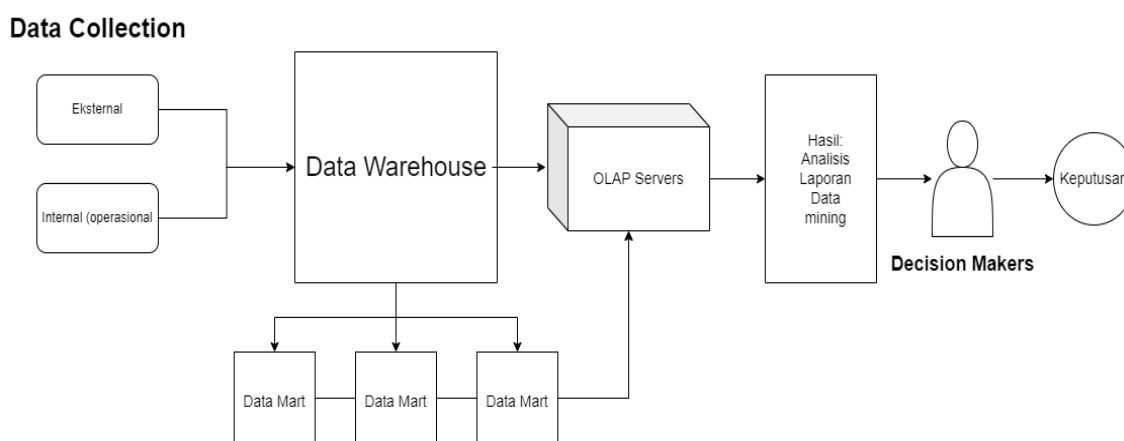 Data Collection
Eksternal
Internal (operasional
Data Warehouse
OLAP Servers
Hasil:
Analisis
Laporan
Data
mining
Decision Makers
Keputusan
Data Mart
Data Mart
Data Mart